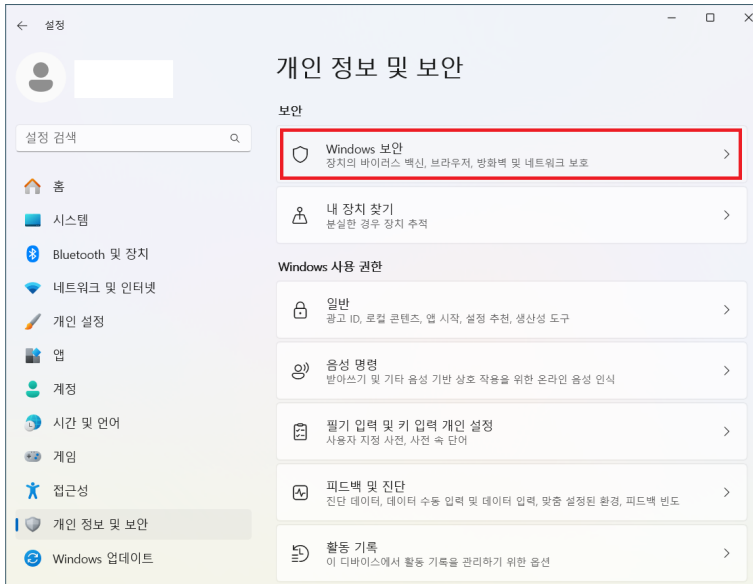 설정
개인 정보 및 보안
보안
설정 검색
Windows 보안
장치의 바이러스 백신, 브라우저, 방화벽 및 네트워크 보호
내 장치 찾기
분실한 경우 장치 추적
홈
시스템
Bluetooth 및 장치
네트워크 및 인터넷
개인 설정
앱
계정
시간 및 언어
게임
접근성
개인 정보 및 보안
Windows 업데이트
Windows 사용 권한
일반
광고 ID, 로컬 콘텐츠, 앱 시작, 설정 추천, 생산성 도구
음성 명령
받아쓰기 및 기타 음성 기반 상호 작용을 위한 온라인 음성 인식
필기 입력 및 키 입력 개인 설정
사용자 지정 사전, 사전 속 단어
피드백 및 진단
진단 데이터, 데이터 수동 입력 및 데이터 입력, 맞춤 설정된 환경, 피드백 빈도
활동 기록
이 디바이스에서 활동 기록을 관리하기 위한 옵션